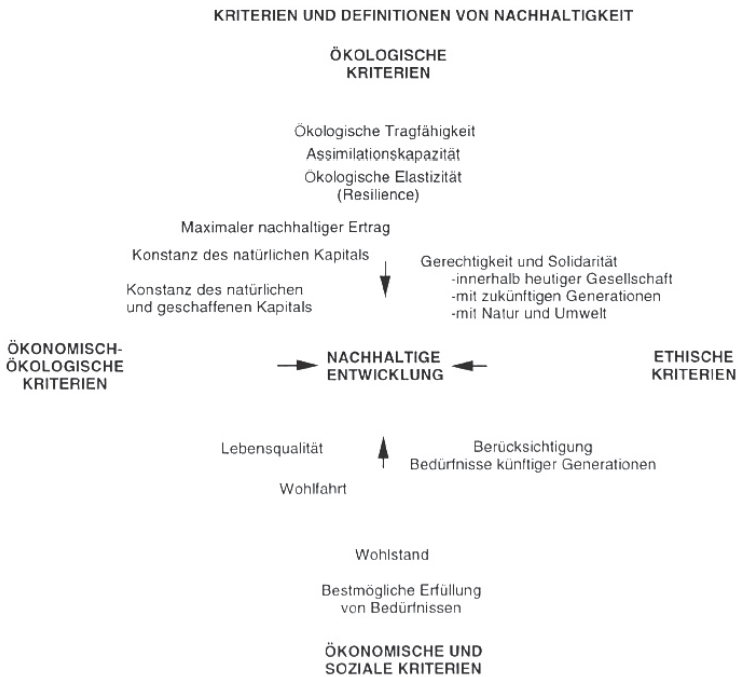 KRITERIEN UND DEFINITIONEN VON NACHHALTIGKEIT
ÖKOLOGISCHE
KRITERIEN
Ökologische Tragfähigkeit
Assimilationskapazität
Ökologische Elastizität
(Resilience)
Maximaler nachhaltiger Ertrag
Konstanz des natürlichen Kapitals
Konstanz des natürlichen
und geschaffenen Kapitals
Gerechtigkeit und Solidarität
-innerhalb heutiger Gesellschaft
-mit zukünftigen Generationen
-mit Natur und Umwelt
ÖKONOMISCH-
ÖKOLOGISCHE
KRITERIEN
NACHHALTIGE
ENTWICKLUNG
ETHISCHE
KRITERIEN
Lebensqualität
Wohlfahrt
Berücksichtigung
Bedürfnisse künftiger Generationen
Wohlstand
Bestmögliche Erfüllung
von Bedürfnissen
ÖKONOMISCHE UND
SOZIALE KRITERIEN